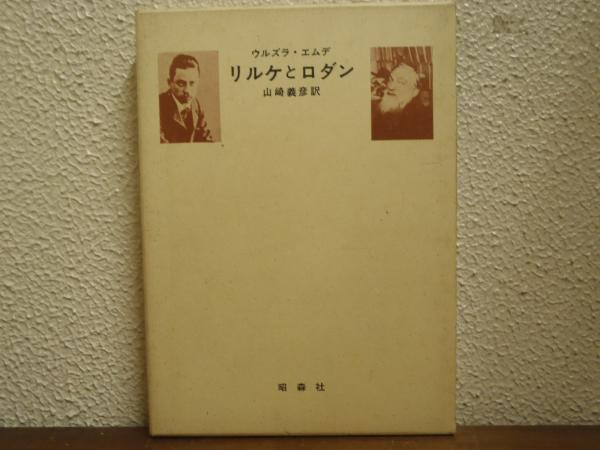 ウルズラ・エムデ
リルケとロダン
山崎義彦訳
昭森社